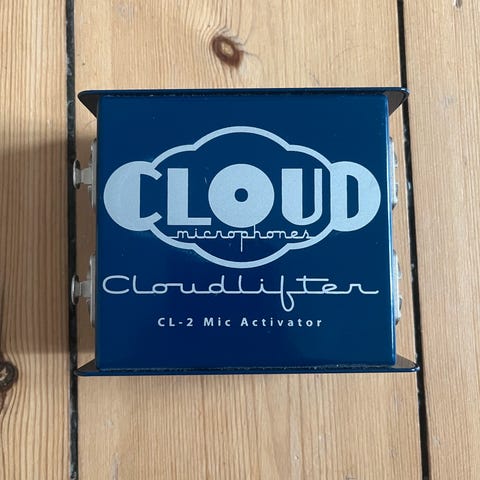 CLOUD
microphones
Cloudlifter
CL-2 Mic Activator